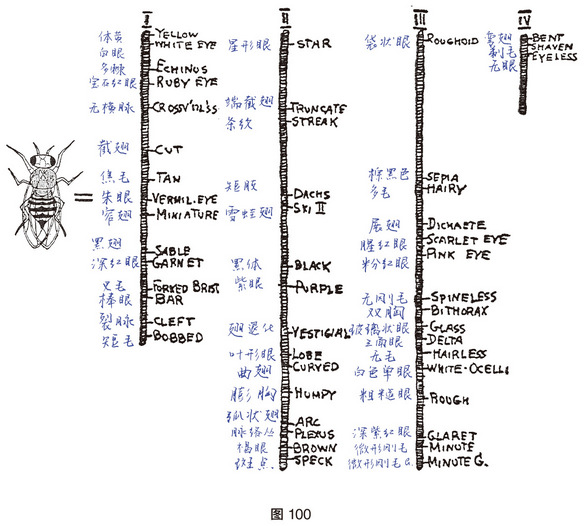 I
体黄 YELLOW
白眼 WHITE EYE
多棘 ECHINUS
宝石红眼 RUBY EYE
无横脉 CROSSV'NL'S
截翅 CUT
焦毛 TAN
朱眼 VERMIL.EYE
窄翅 MINIATURE
黑翅 SABLE
深红眼 GARNET
叉毛 FORKED BRIST
棒眼 BAR
裂脉 CLEFT
短毛 BOBBED
=
II
星形眼 STAR
端截翅 TRUNCATE
条纹 STREAK
短肢 DACHS
雪蛙翅 SKI II
黑体 BLACK
紫眼 PURPLE
翅退化 VESTIGIAL
叶形眼 LOBE
曲翅 CURVED
膨胸 HUMPY
弧状翅 ARC
脉络丛 PLEXUS
褐眼 BROWN
斑点 SPECK
III
袋状眼 ROUGHOID
棕黑色 SEPIA
多毛 HAIRY
展翅 DICHAETE
腥红眼 SCARLET EYE
粉红眼 PINK EYE
无刚毛 SPINELESS
双胸 BITHORAX
玻璃状眼 GLASS
三角眼 DELTA
无毛 HAIRLESS
白色单眼 WHITE-OCELLI
粗糙眼 ROUGH
深紫红眼 CLARET
微形刚毛 MINUTE
微形刚毛G. MINUTE G.
IV
弯翅 BENT
剃毛 SHAVEN
无眼 EYELESS
图 100